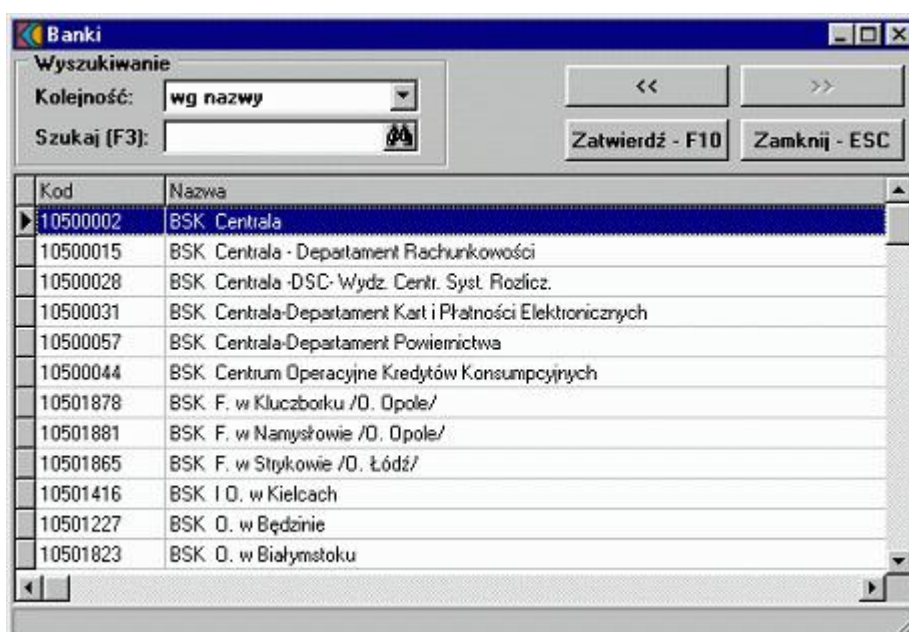 Banki
Wyszukiwanie
Kolejność: wg nazwy
Szukaj (F3):
<< >>
Zatwierdź - F10 Zamknij - ESC
Kod Nazwa
10500002 BSK Centrala
10500015 BSK Centrala - Departament Rachunkowości
10500028 BSK Centrala -DSC- Wydz. Centr. Syst. Rozlicz.
10500031 BSK Centrala-Departament Kart i Płatności Elektronicznych
10500057 BSK Centrala-Departament Powiernictwa
10500044 BSK Centrum Operacyjne Kredytów Konsumpcyjnych
10501878 BSK F. w Kluczborku /O. Opole/
10501881 BSK F. w Namysłowie /O. Opole/
10501865 BSK F. w Strykowie /O. Łódź/
10501416 BSK I O. w Kielcach
10501227 BSK O. w Będzinie
10501823 BSK O. w Białymstoku